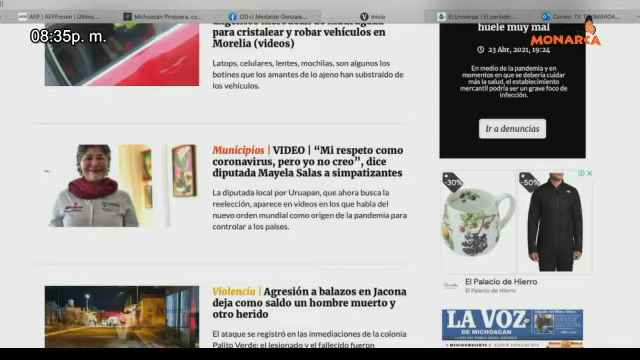 AFP | AFPForum | Últim...
Michoacán Prospera, cu...
(20+) Medardo Gonzale...
Inicio
El Universal | El periódic...
Correo: TV TARIMORO...
08:35p. m.
MONARCA
para cristalear y robar vehículos en
Morelia (videos)
Latops, celulares, lentes, mochilas, son algunos los
botines que los amantes de lo ajeno han substraído de
los vehículos.
huele muy mal
23 Abr, 2021, 19:24
En medio de la pandemia y en
momentos en que se debería cuidar
más la salud, el establecimiento
mercantil podría ser un grave foco de
infección.
Ir a denuncias
Municipios | VIDEO | “Mi respeto como
coronavirus, pero yo no creo”, dice
diputada Mayela Salas a simpatizantes
La diputada local por Uruapan, que ahora busca la
reelección, aparece en videos en los que habla del
nuevo orden mundial como origen de la pandemia para
controlar a los países.
-30%
-50%
El Palacio de Hierro
El Palacio de Hierro
Violencia | Agresión a balazos en Jacona
deja como saldo un hombre muerto y
otro herido
El ataque se registró en las inmediaciones de la colonia
Palito Verde: el lesionado y el fallecido fueron
LA VOZ
DE MICHOACÁN